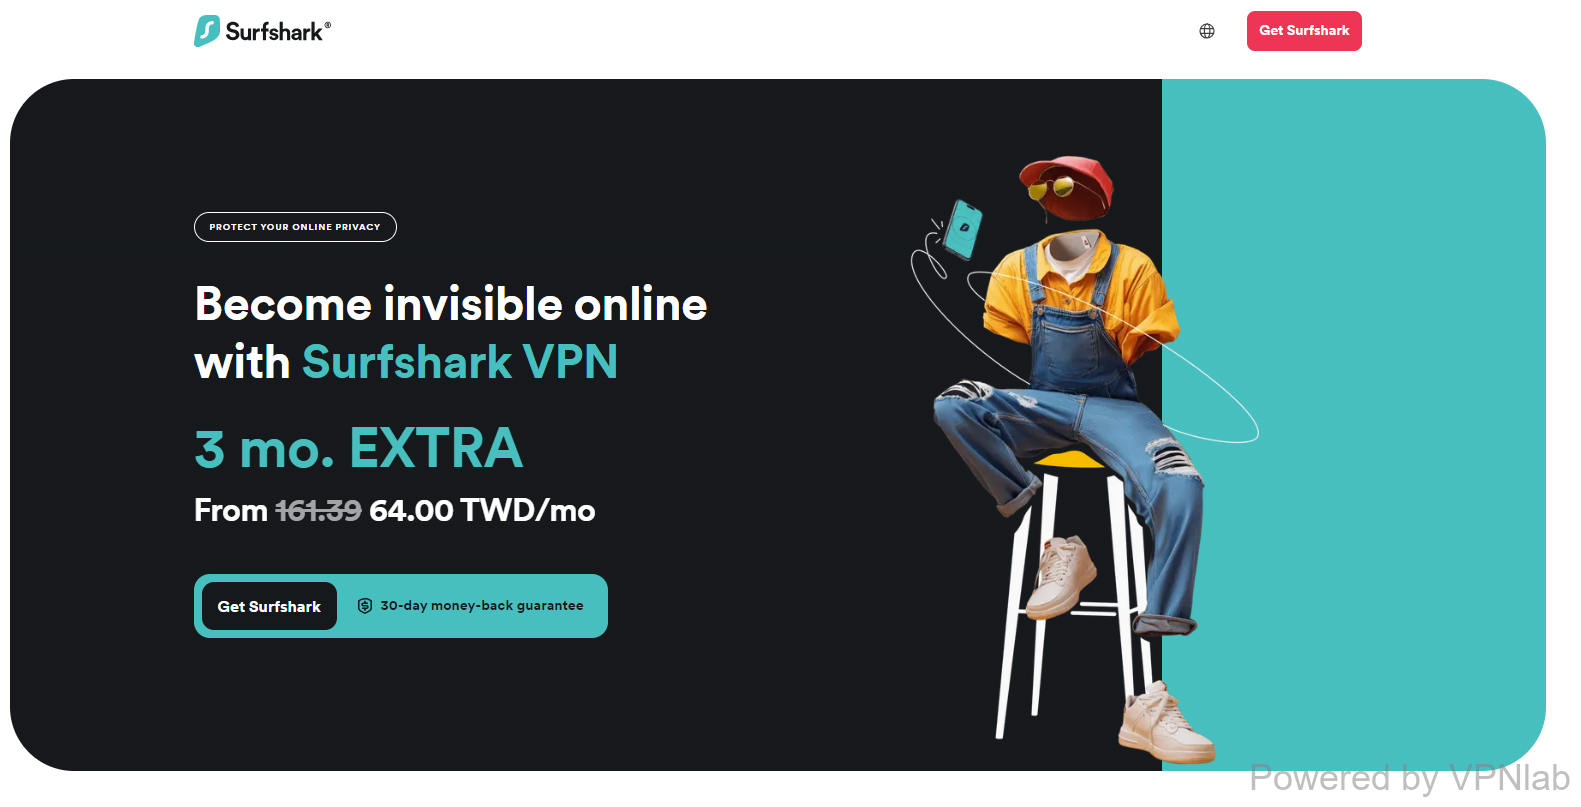 Surfshark®
Get Surfshark
PROTECT YOUR ONLINE PRIVACY
Become invisible online
with Surfshark VPN
3 mo. EXTRA
From 161.39 64.00 TWD/mo
Get Surfshark
30-day money-back guarantee
Powered by VPNlab